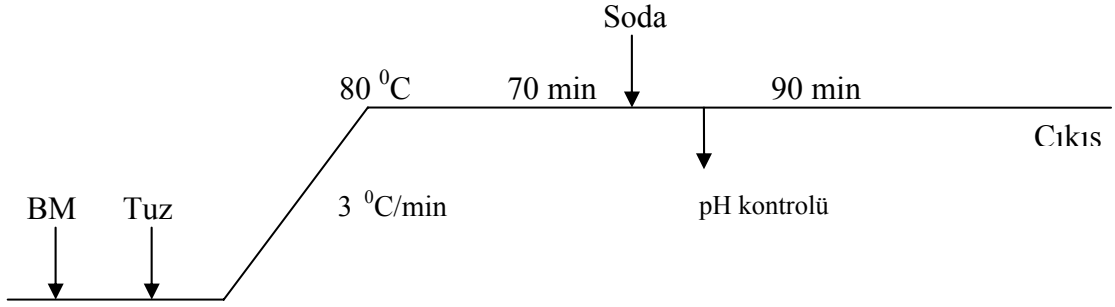 Soda
80 ⁰C 70 min 90 min
Cıkıs
BM Tuz 3 ⁰C/min pH kontrolü